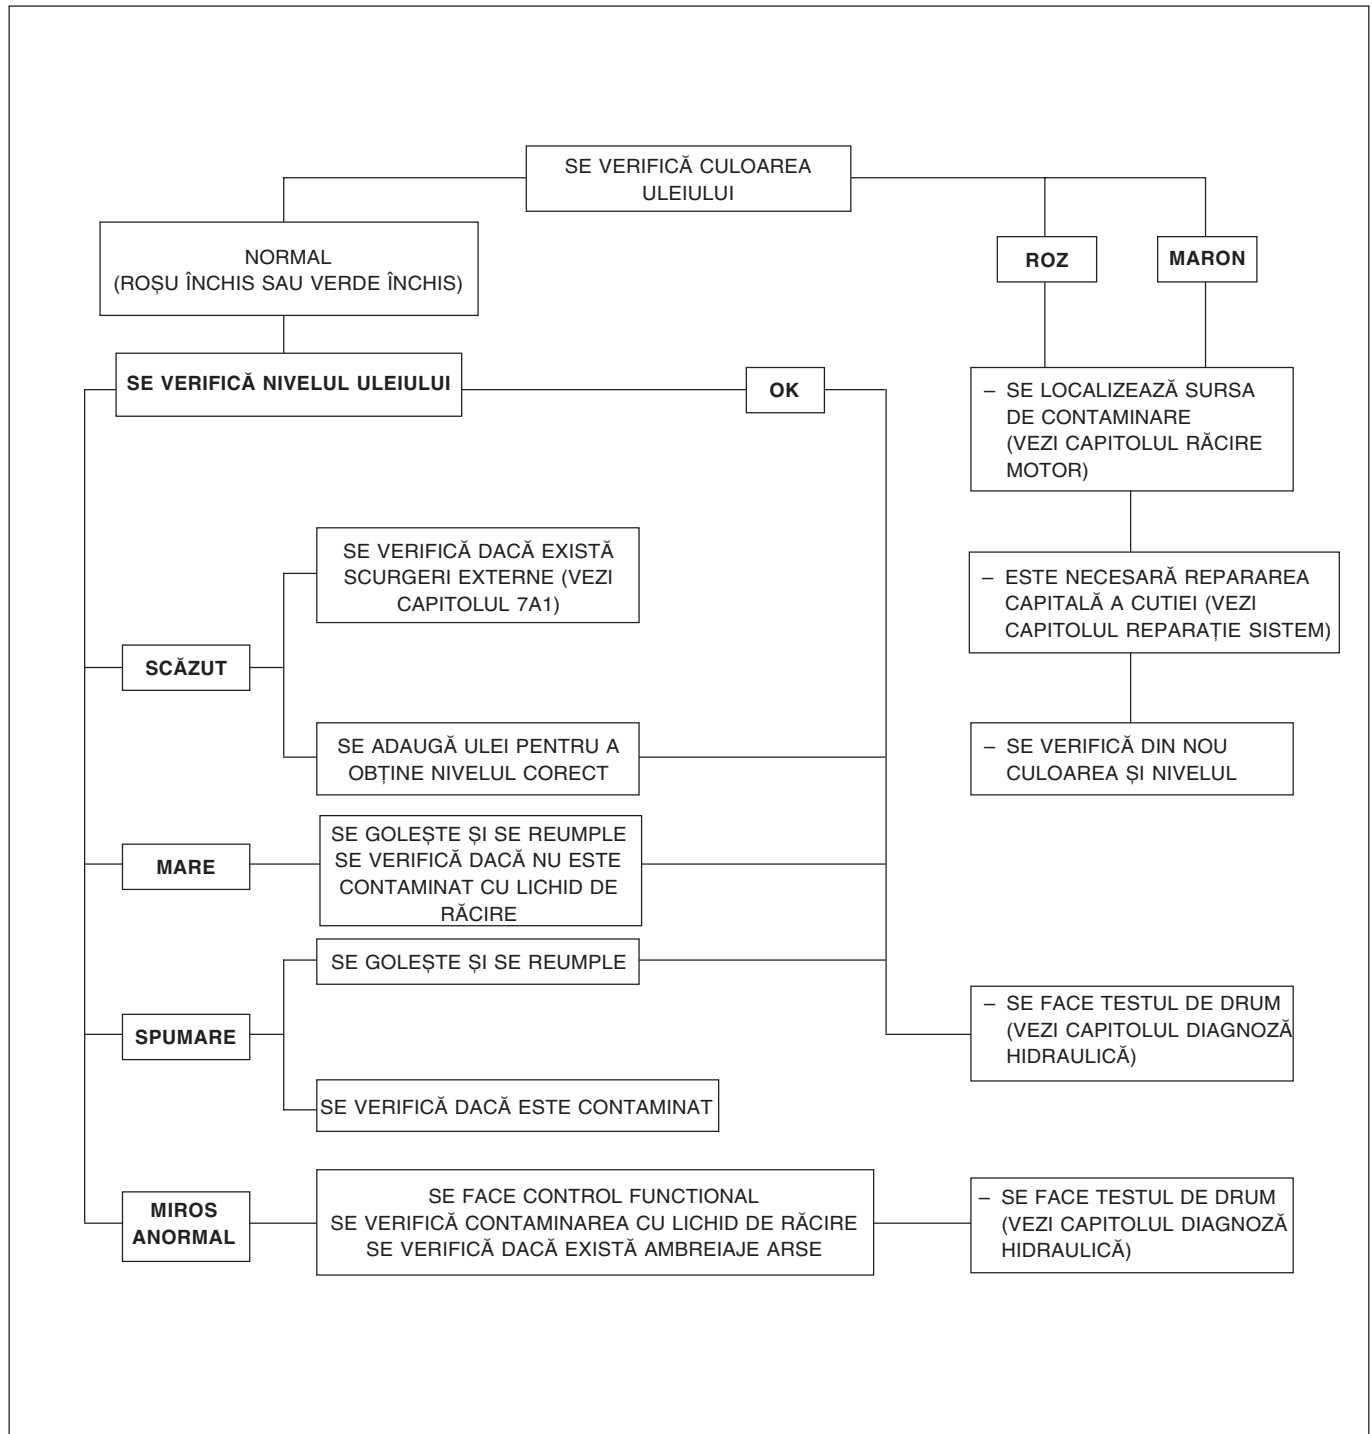 SE VERIFICĂ CULOAREA
ULEIULUI
NORMAL
(ROȘU ÎNCHIS SAU VERDE ÎNCHIS)
ROZ
MARON
SE VERIFICĂ NIVELUL ULEIULUI
OK
– SE LOCALIZEAZĂ SURSA
DE CONTAMINARE
(VEZI CAPITOLUL RĂCIRE
MOTOR)
SE VERIFICĂ DACĂ EXISTĂ
SCURGERI EXTERNE (VEZI
CAPITOLUL 7A1)
– ESTE NECESARĂ REPARAREA
CAPITALĂ A CUTIEI (VEZI
CAPITOLUL REPARAȚIE SISTEM)
SCĂZUT
SE ADAUGĂ ULEI PENTRU A
OBȚINE NIVELUL CORECT
– SE VERIFICĂ DIN NOU
CULOAREA ȘI NIVELUL
MARE
SE GOLEȘTE ȘI SE REUMPLE
SE VERIFICĂ DACĂ NU ESTE
CONTAMINAT CU LICHID DE
RĂCIRE
SE GOLEȘTE ȘI SE REUMPLE
SPUMARE
– SE FACE TESTUL DE DRUM
(VEZI CAPITOLUL DIAGNOZĂ
HIDRAULICĂ)
SE VERIFICĂ DACĂ ESTE CONTAMINAT
MIROS
ANORMAL
SE FACE CONTROL FUNCTIONAL
SE VERIFICĂ CONTAMINAREA CU LICHID DE RĂCIRE
SE VERIFICĂ DACĂ EXISTĂ AMBREIAJE ARSE
– SE FACE TESTUL DE DRUM
(VEZI CAPITOLUL DIAGNOZĂ
HIDRAULICĂ)